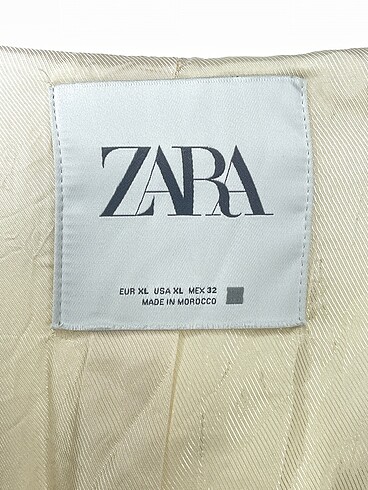 ZARA
EUR XL USA XL MEX 32
MADE IN MOROCCO